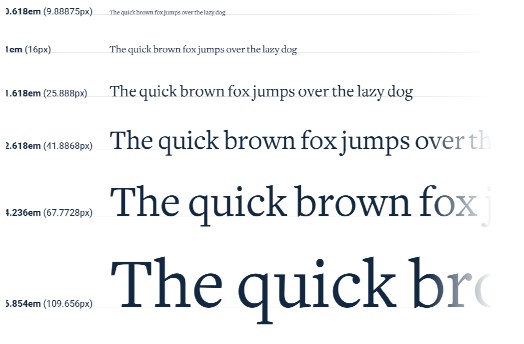 0.618em (9.88875px) The quick brown fox jumps over the lazy dog
1em (16px) The quick brown fox jumps over the lazy dog
1.618em (25.888px) The quick brown fox jumps over the lazy dog
2.618em (41.8868px) The quick brown fox jumps over th
4.236em (67.7728px) The quick brown fox j
6.854em (109.656px) The quick bro